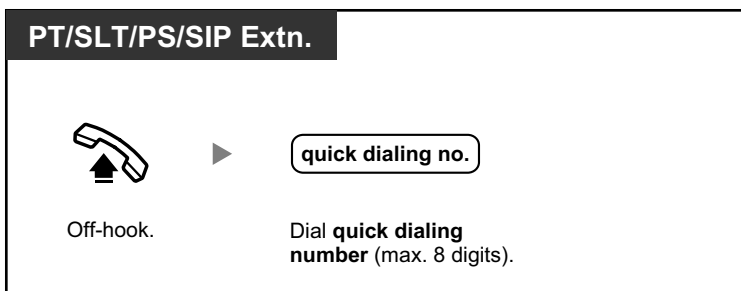 PT/SLT/PS/SIP Extn.
quick dialing no.
Off-hook.
Dial quick dialing
number (max. 8 digits).